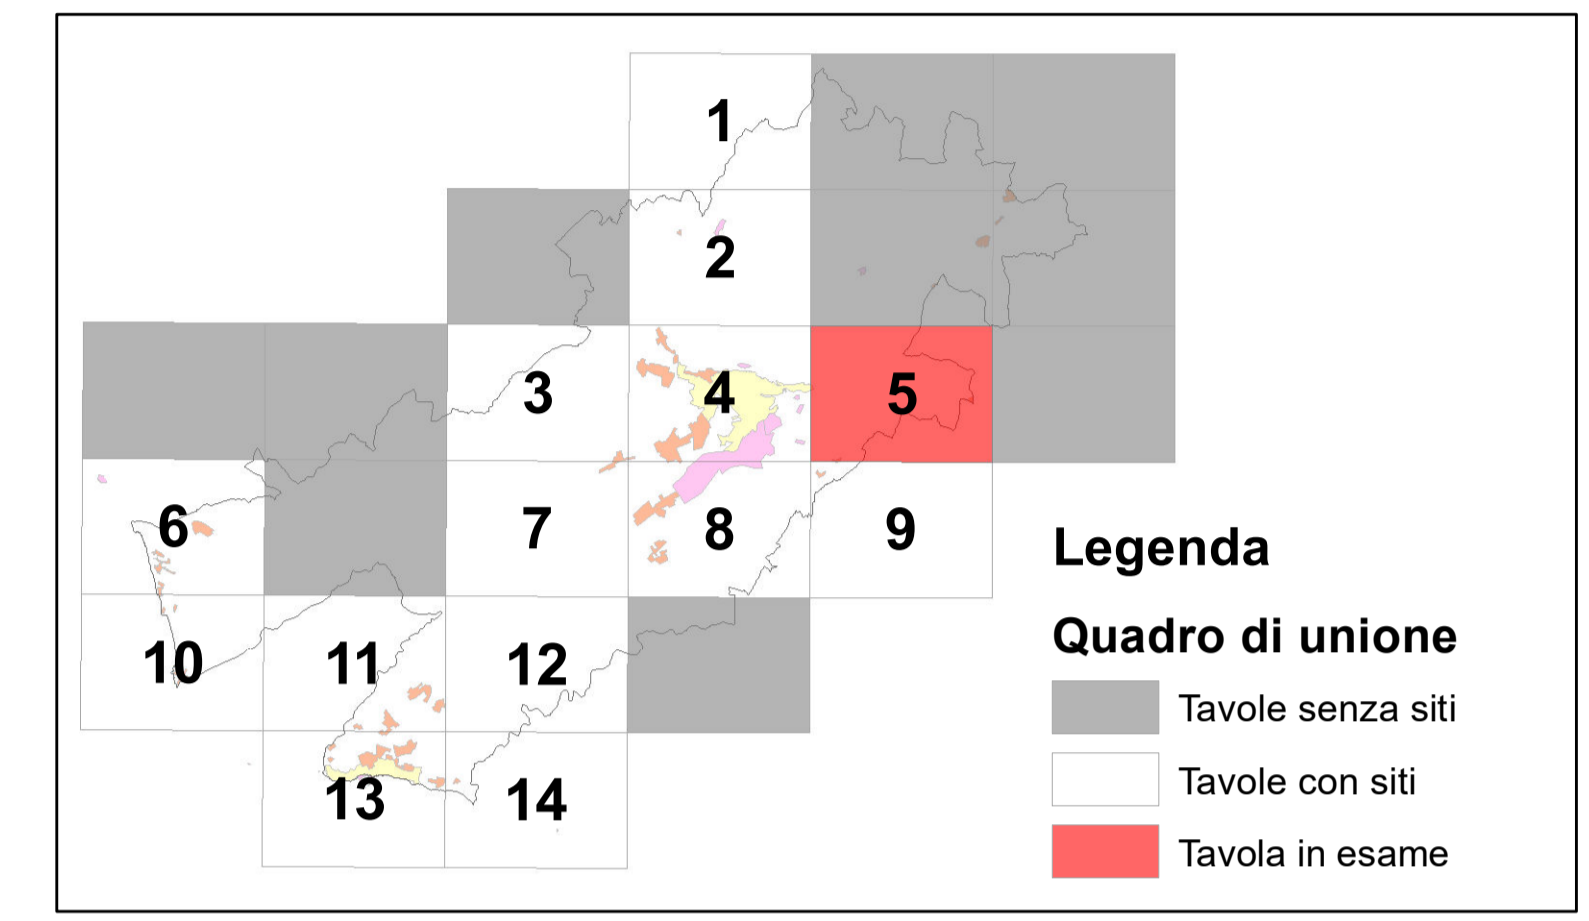 1
2
3
4
5
6
7
8
9
10
11
12
13
14
Legenda
Quadro di unione
Tavole senza siti
Tavole con siti
Tavola in esame